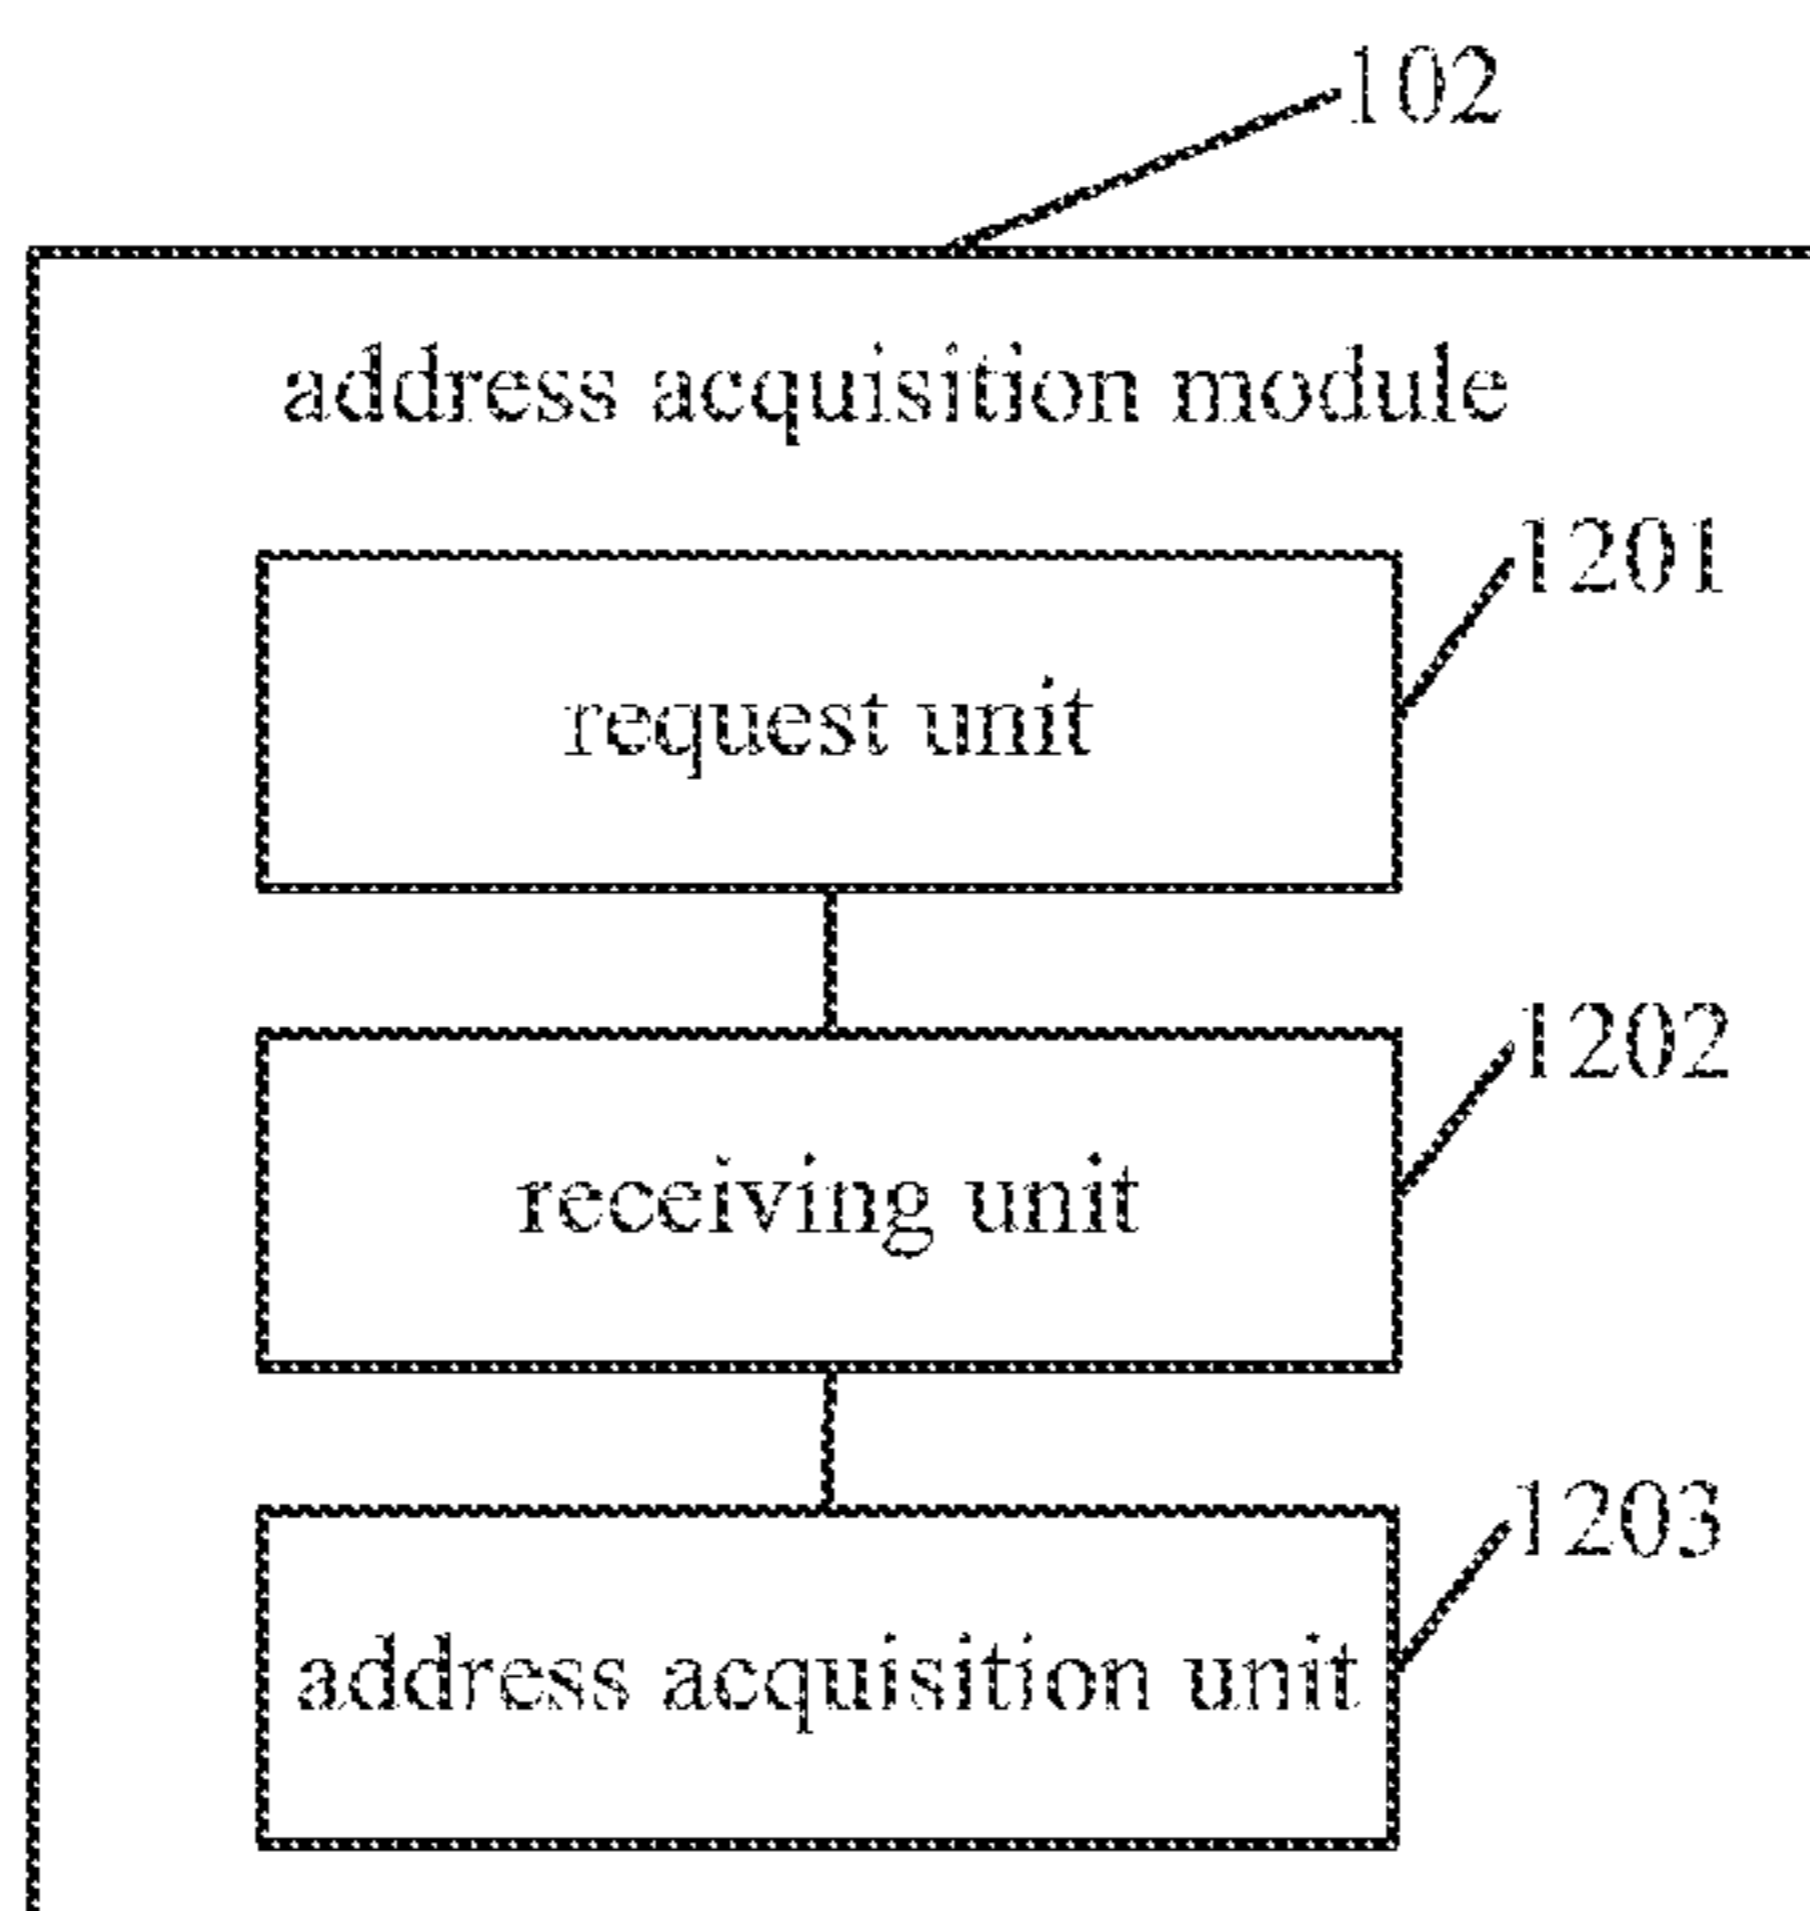 102
address acquisition module
1201
request unit
1202
receiving unit
1203
address acquisition unit